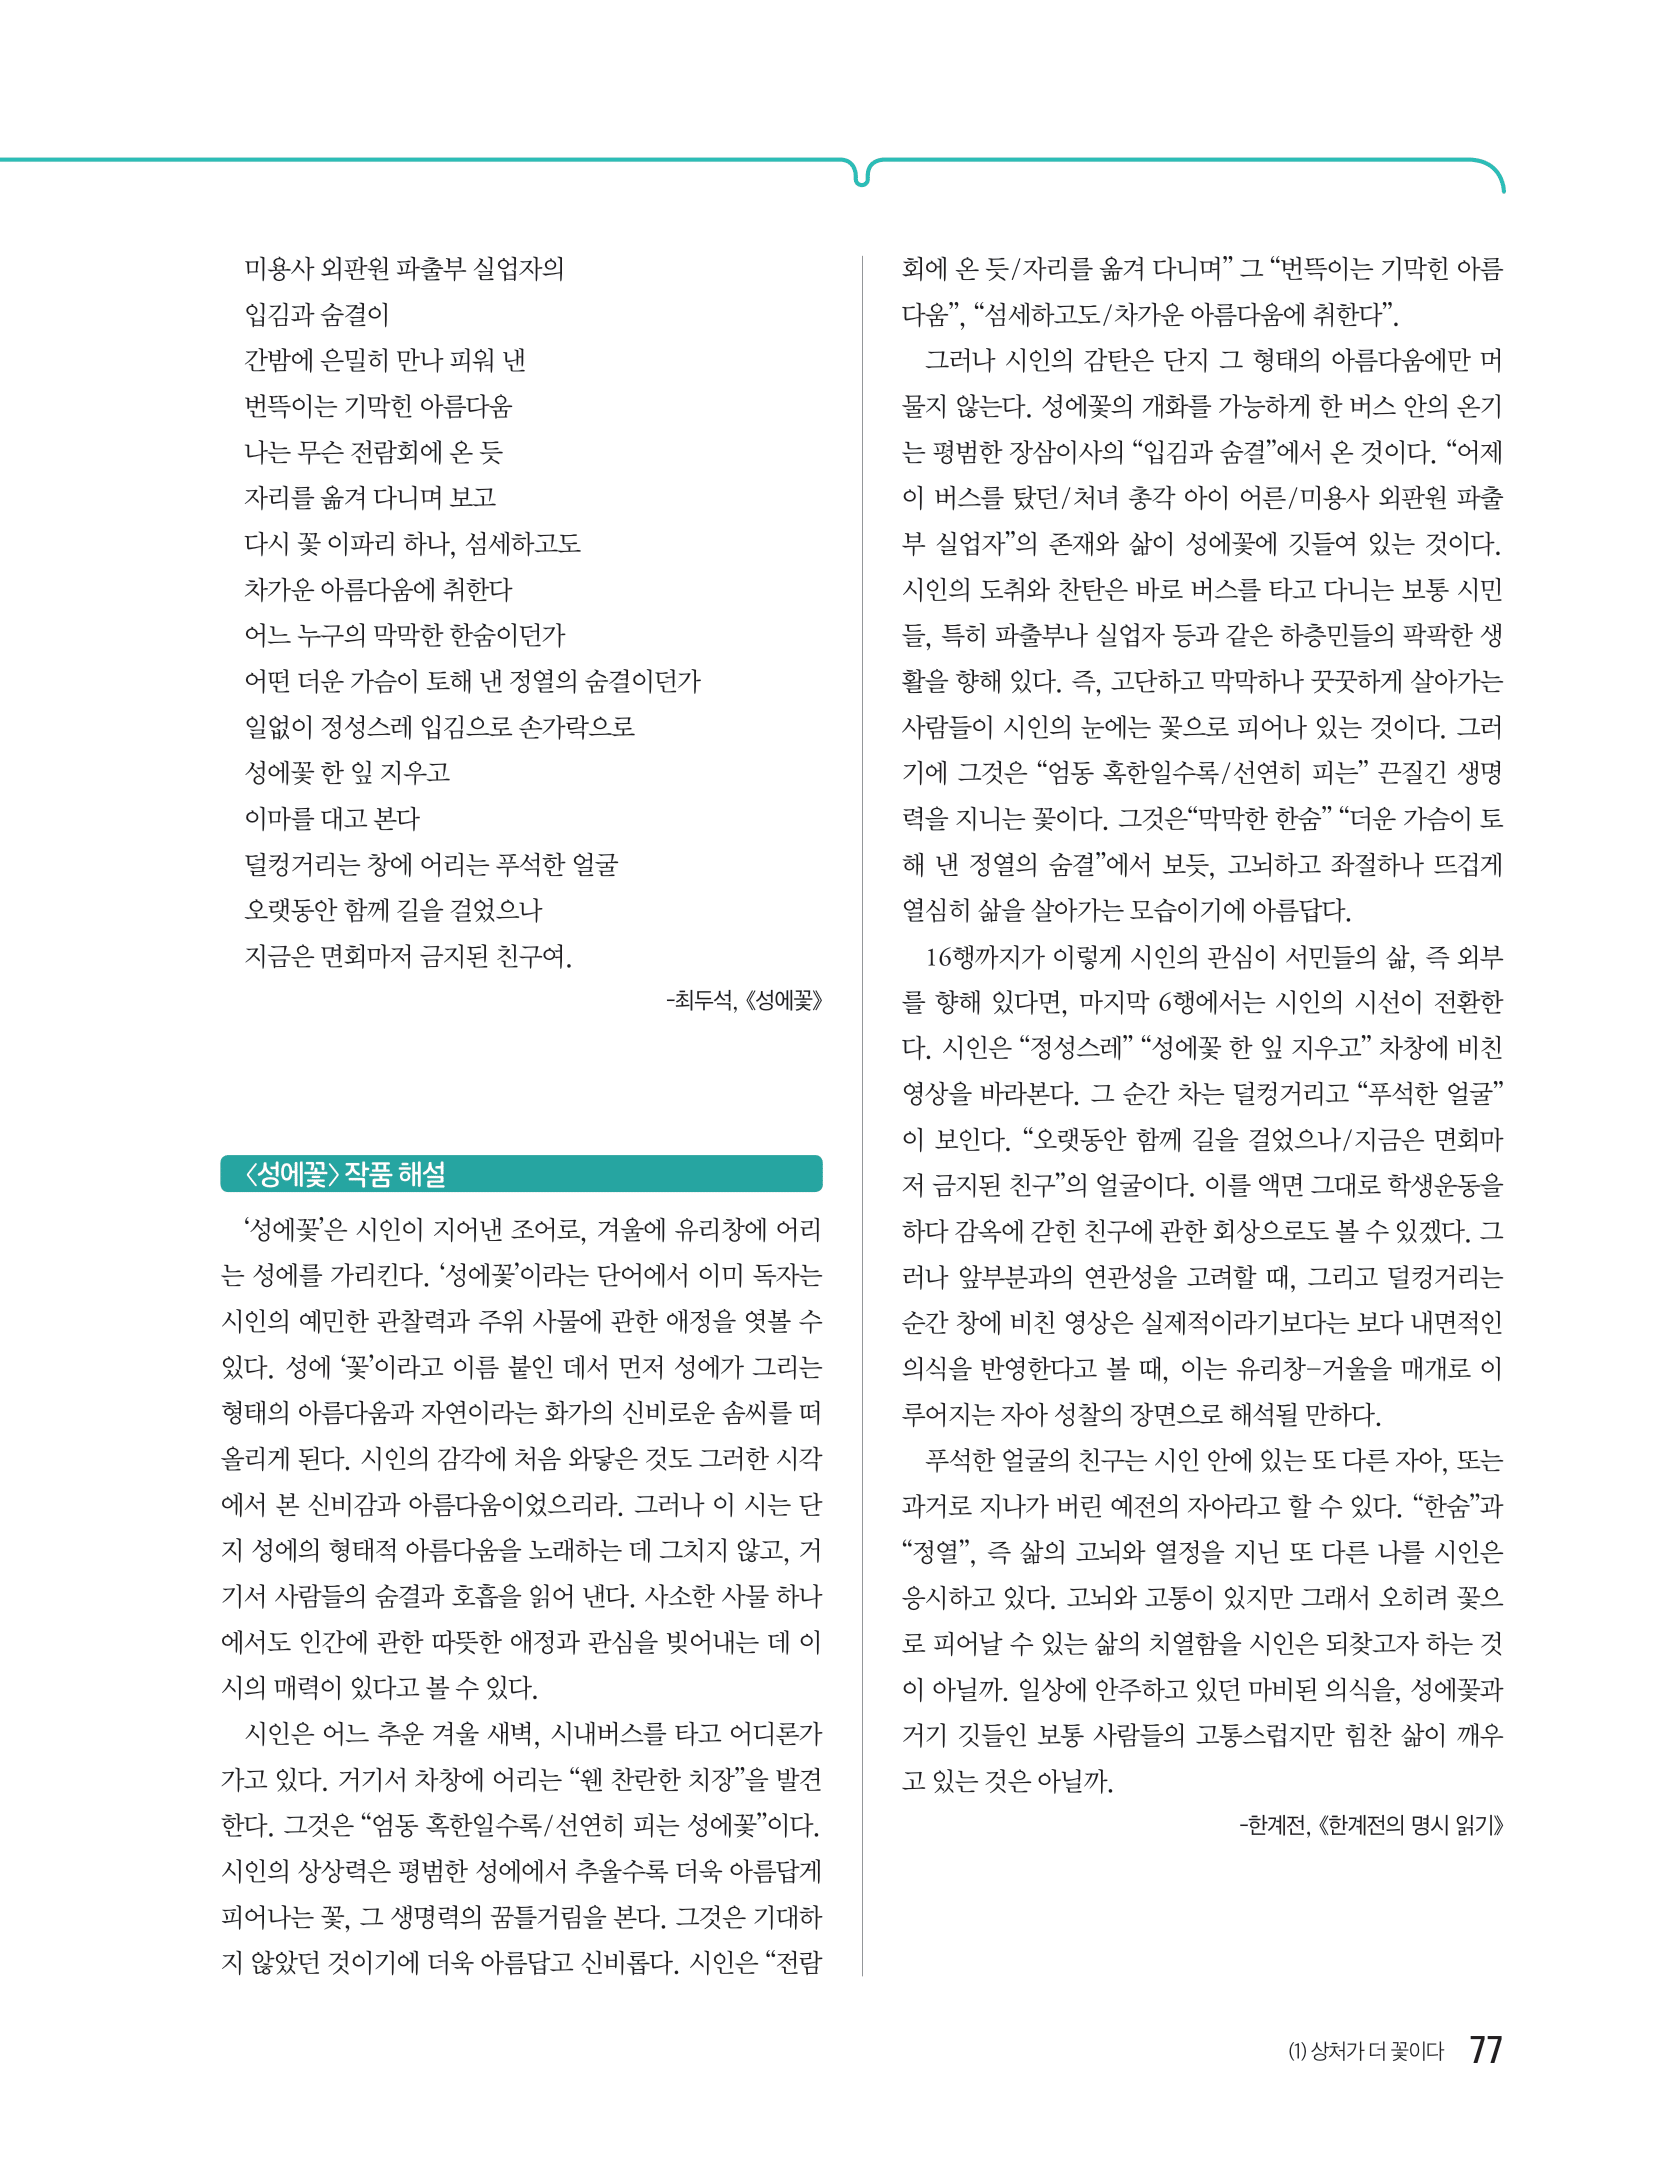 미용사 외판원 파출부 실업자의
입김과 숨결이
간밤에 은밀히 만나 피워 낸
번뜩이는 기막힌 아름다움
나는 무슨 전람회에 온 듯
자리를 옮겨 다니며 보고
다시 꽃 이파리 하나, 섬세하고도
차가운 아름다움에 취한다
어느 누구의 막막한 한숨이던가
어떤 더운 가슴이 토해 낸 정열의 숨결이던가
일없이 정성스레 입김으로 손가락으로
성에꽃 한 잎 지우고
이마를 대고 본다
덜컹거리는 창에 어리는 푸석한 얼굴
오랫동안 함께 길을 걸었으나
지금은 면회마저 금지된 친구여.
-최두석, 《성에꽃》
〈성에꽃〉 작품 해설
‘성에꽃’은 시인이 지어낸 조어로, 겨울에 유리창에 어리
는 성에를 가리킨다. ‘성에꽃’이라는 단어에서 이미 독자는
시인의 예민한 관찰력과 주위 사물에 관한 애정을 엿볼 수
있다. 성에 ‘꽃’이라고 이름 붙인 데서 먼저 성에가 그리는
형태의 아름다움과 자연이라는 화가의 신비로운 솜씨를 떠
올리게 된다. 시인의 감각에 처음 와닿은 것도 그러한 시각
에서 본 신비감과 아름다움이었으리라. 그러나 이 시는 단
지 성에의 형태적 아름다움을 노래하는 데 그치지 않고, 거
기서 사람들의 숨결과 호흡을 읽어 낸다. 사소한 사물 하나
에서도 인간에 관한 따뜻한 애정과 관심을 빚어내는 데 이
시의 매력이 있다고 볼 수 있다.
시인은 어느 추운 겨울 새벽, 시내버스를 타고 어디론가
가고 있다. 거기서 차창에 어리는 “웬 찬란한 치장”을 발견
한다. 그것은 “엄동 혹한일수록/선연히 피는 성에꽃”이다.
시인의 상상력은 평범한 성에에서 추울수록 더욱 아름답게
피어나는 꽃, 그 생명력의 꿈틀거림을 본다. 그것은 기대하
지 않았던 것이기에 더욱 아름답고 신비롭다. 시인은 “전람
회에 온 듯/자리를 옮겨 다니며” 그 “번뜩이는 기막힌 아름
다움”, “섬세하고도/차가운 아름다움에 취한다”.
그러나 시인의 감탄은 단지 그 형태의 아름다움에만 머
물지 않는다. 성에꽃의 개화를 가능하게 한 버스 안의 온기
는 평범한 장삼이사의 “입김과 숨결”에서 온 것이다. “어제
이 버스를 탔던/처녀 총각 아이 어른/미용사 외판원 파출
부 실업자”의 존재와 삶이 성에꽃에 깃들여 있는 것이다.
시인의 도취와 찬탄은 바로 버스를 타고 다니는 보통 시민
들, 특히 파출부나 실업자 등과 같은 하층민들의 팍팍한 생
활을 향해 있다. 즉, 고단하고 막막하나 꿋꿋하게 살아가는
사람들이 시인의 눈에는 꽃으로 피어나 있는 것이다. 그러
기에 그것은 “엄동 혹한일수록/선연히 피는” 끈질긴 생명
력을 지니는 꽃이다. 그것은“막막한 한숨” “더운 가슴이 토
해 낸 정열의 숨결”에서 보듯, 고뇌하고 좌절하나 뜨겁게
열심히 삶을 살아가는 모습이기에 아름답다.
16행까지가 이렇게 시인의 관심이 서민들의 삶, 즉 외부
를 향해 있다면, 마지막 6행에서는 시인의 시선이 전환한
다. 시인은 “정성스레” “성에꽃 한 잎 지우고” 차창에 비친
영상을 바라본다. 그 순간 차는 덜컹거리고 “푸석한 얼굴”
이 보인다. “오랫동안 함께 길을 걸었으나/지금은 면회마
저 금지된 친구”의 얼굴이다. 이를 액면 그대로 학생운동을
하다 감옥에 갇힌 친구에 관한 회상으로도 볼 수 있겠다. 그
러나 앞부분과의 연관성을 고려할 때, 그리고 덜컹거리는
순간 창에 비친 영상은 실제적이라기보다는 보다 내면적인
의식을 반영한다고 볼 때, 이는 유리창–거울을 매개로 이
루어지는 자아 성찰의 장면으로 해석될 만하다.
푸석한 얼굴의 친구는 시인 안에 있는 또 다른 자아, 또는
과거로 지나가 버린 예전의 자아라고 할 수 있다. “한숨”과
“정열”, 즉 삶의 고뇌와 열정을 지닌 또 다른 나를 시인은
응시하고 있다. 고뇌와 고통이 있지만 그래서 오히려 꽃으
로 피어날 수 있는 삶의 치열함을 시인은 되찾고자 하는 것
이 아닐까. 일상에 안주하고 있던 마비된 의식을, 성에꽃과
거기 깃들인 보통 사람들의 고통스럽지만 힘찬 삶이 깨우
고 있는 것은 아닐까.
-한계전, 《한계전의 명시 읽기》
(1) 상처가 더 꽃이다 77